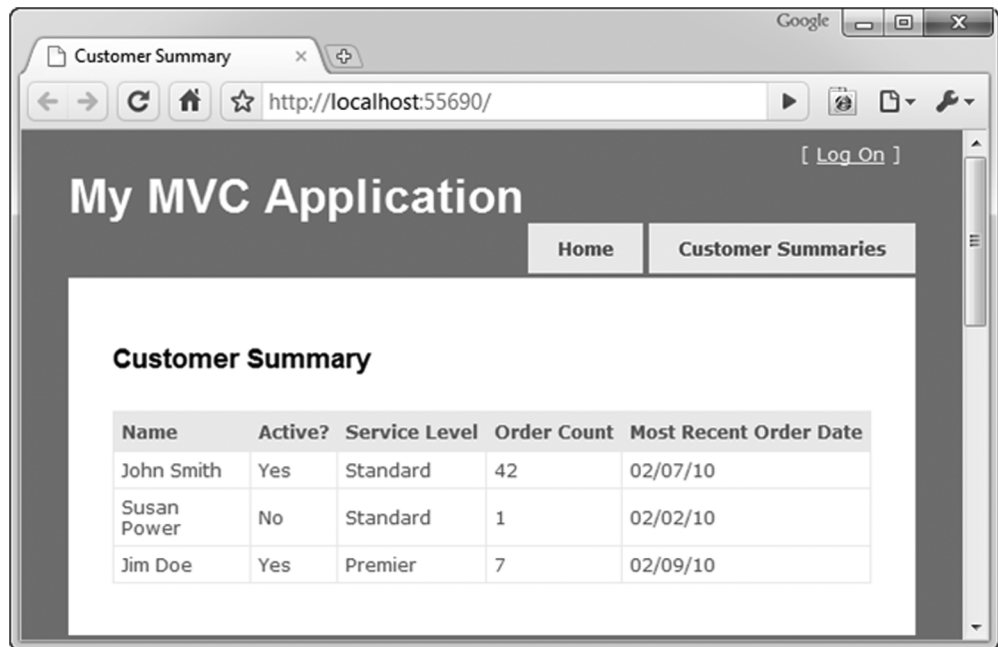 Google
Customer Summary
http://localhost:55690/
[ Log On ]
My MVC Application
Home Customer Summaries
Customer Summary
Name Active? Service Level Order Count Most Recent Order Date
John Smith Yes Standard 42 02/07/10
Susan Power No Standard 1 02/02/10
Jim Doe Yes Premier 7 02/09/10